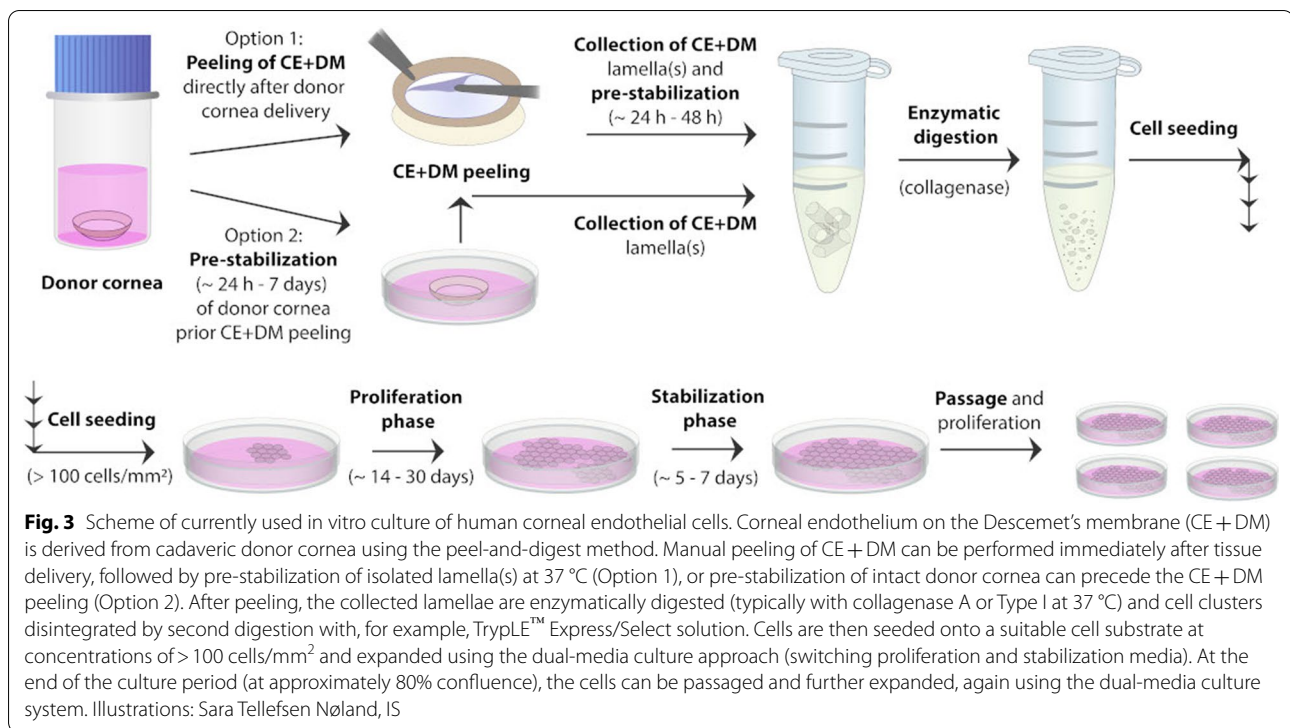 Option 1:
Peeling of CE+DM
directly after donor
cornea delivery
Collection of CE+DM
lamella(s) and
pre-stabilization
(~ 24 h - 48 h)
Enzymatic
digestion
(collagenase)
Cell seeding
CE+DM peeling
Collection of CE+DM
lamella(s)
Donor cornea
Option 2:
Pre-stabilization
(~ 24 h - 7 days)
of donor cornea
prior CE+DM peeling
Cell seeding
(> 100 cells/mm²)
Proliferation
phase
(~ 14 - 30 days)
Stabilization
phase
(~ 5 - 7 days)
Passage and
proliferation
Fig. 3 Scheme of currently used in vitro culture of human corneal endothelial cells. Corneal endothelium on the Descemet's membrane (CE + DM)
is derived from cadaveric donor cornea using the peel-and-digest method. Manual peeling of CE + DM can be performed immediately after tissue
delivery, followed by pre-stabilization of isolated lamella(s) at 37 °C (Option 1), or pre-stabilization of intact donor cornea can precede the CE + DM
peeling (Option 2). After peeling, the collected lamellae are enzymatically digested (typically with collagenase A or Type I at 37 °C) and cell clusters
disintegrated by second digestion with, for example, TrypLE™ Express/Select solution. Cells are then seeded onto a suitable cell substrate at
concentrations of > 100 cells/mm² and expanded using the dual-media culture approach (switching proliferation and stabilization media). At the
end of the culture period (at approximately 80% confluence), the cells can be passaged and further expanded, again using the dual-media culture
system. Illustrations: Sara Tellefsen Nøland, IS